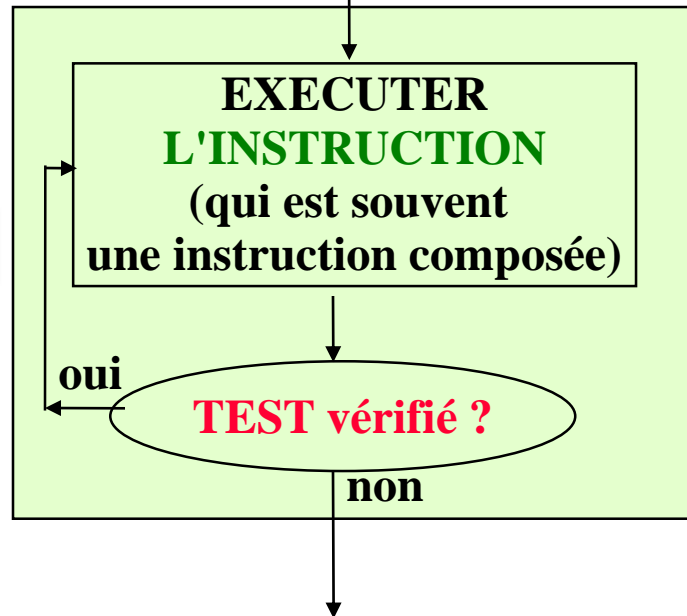 EXECUTER
L'INSTRUCTION
(qui est souvent
une instruction composée)
oui
TEST vérifié ?
non